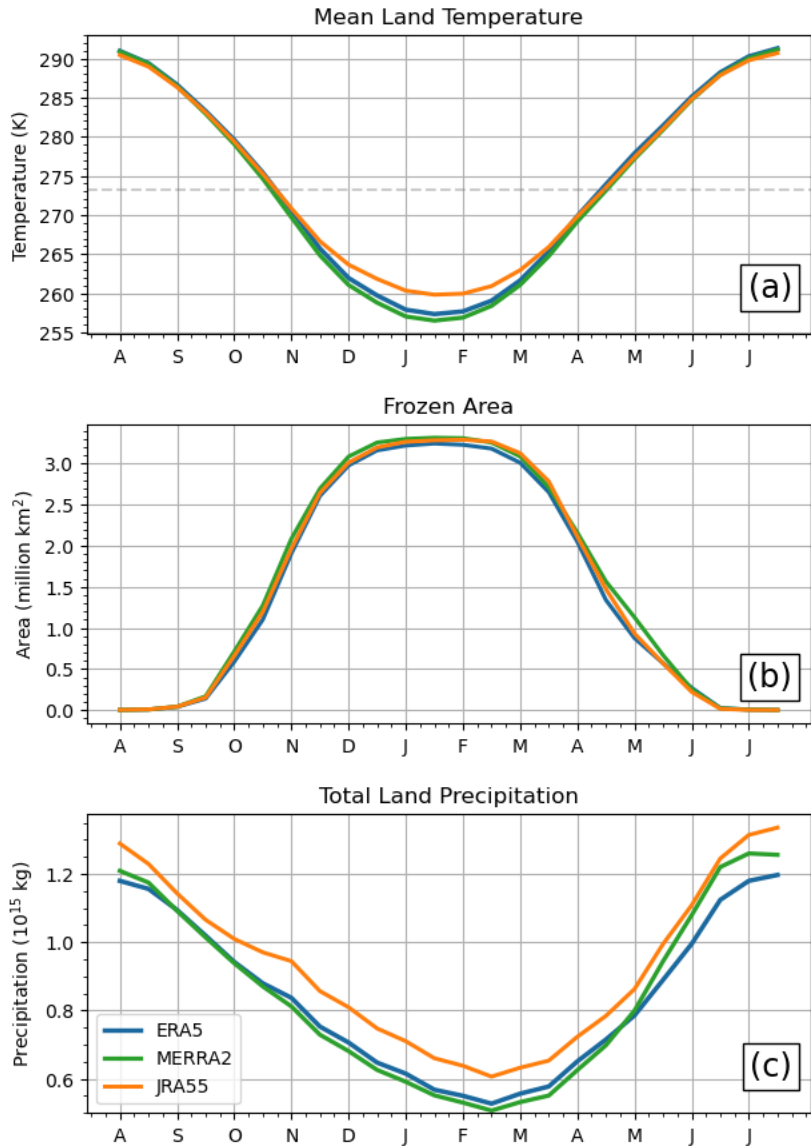 Mean Land Temperature
Temperature (K)
290
285
280
275
270
265
260
255
(a)
A S O N D J F M A M J J
Frozen Area
Area (million km²)
3.0
2.5
2.0
1.5
1.0
0.5
0.0
(b)
A S O N D J F M A M J J
Total Land Precipitation
Precipitation (10¹⁵ kg)
1.2
1.0
0.8
0.6
ERA5
MERRA2
JRA55
(c)
A S O N D J F M A M J J